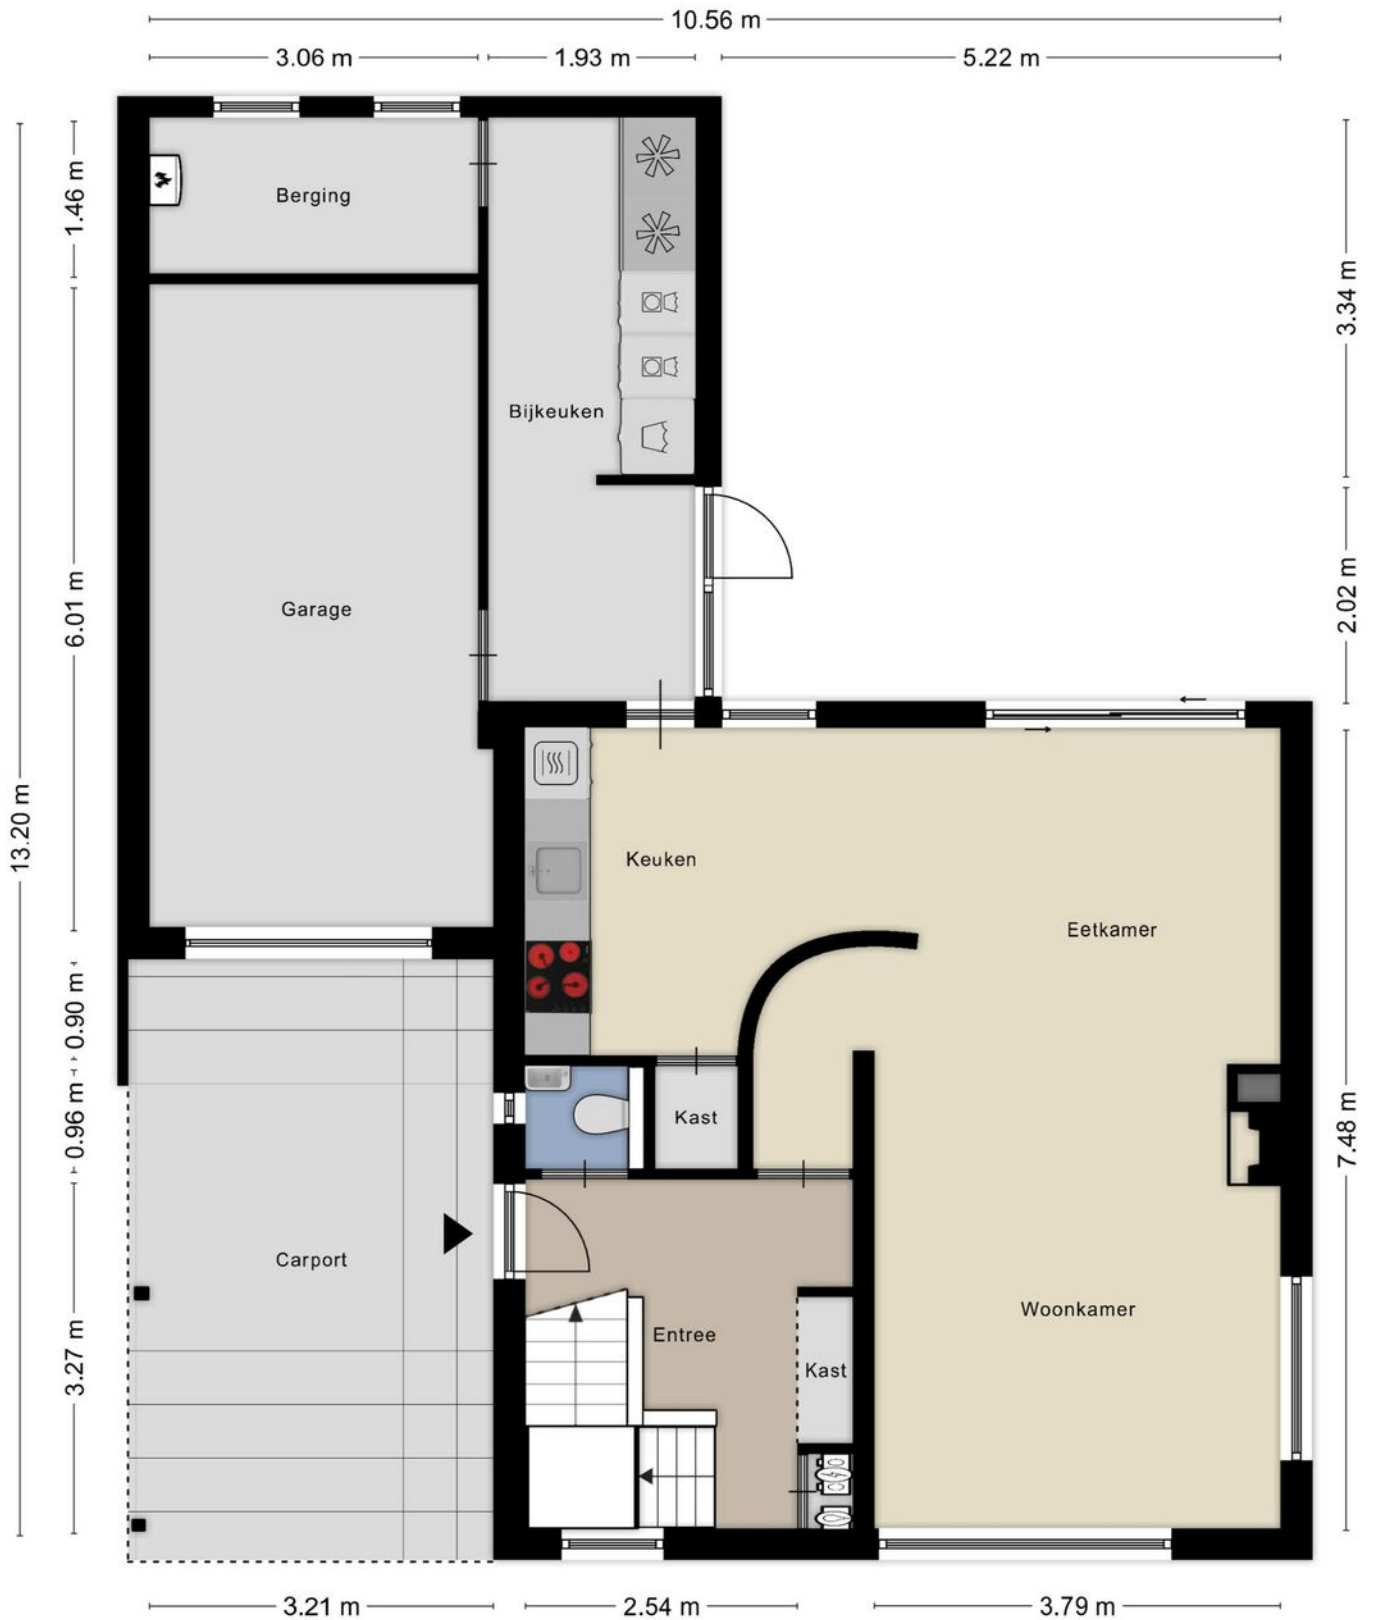 10.56 m
3.06 m
1.93 m
5.22 m
1.46 m
Berging
3.34 m
Bijkeuken
6.01 m
Garage
2.02 m
13.20 m
Keuken
Eetkamer
0.90 m
0.96 m
Kast
7.48 m
Carport
Woonkamer
Entree
3.27 m
Kast
3.21 m
2.54 m
3.79 m